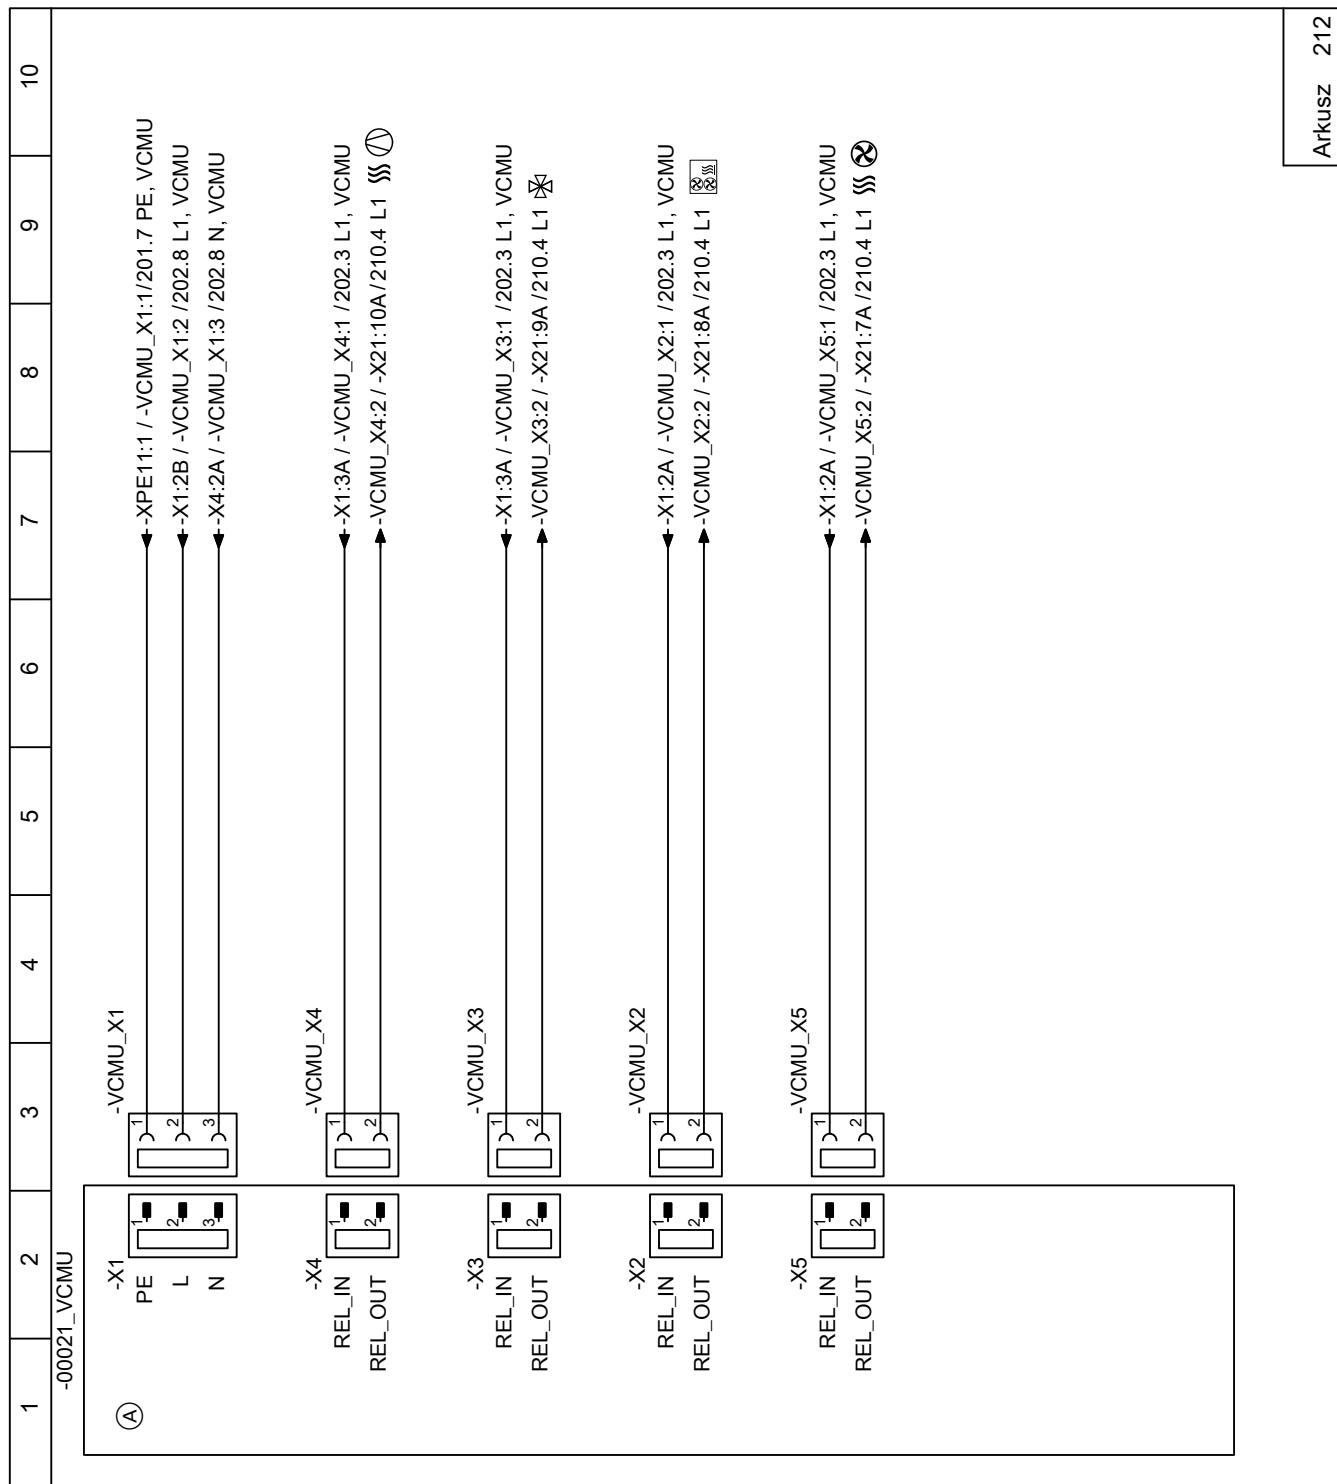 1 2 3 4 5 6 7 8 9 10
-00021_VCMU
A
-X1
PE
L
N
1
2
3
-VCMU_X1
1
2
3
-XPE11:1 / -VCMU_X1:1/201.7 PE, VCMU
-X1:2B / -VCMU_X1:2 /202.8 L1, VCMU
-X4:2A / -VCMU_X1:3 /202.8 N, VCMU
-X4
REL_IN
REL_OUT
1
2
-VCMU_X4
1
2
-X1:3A / -VCMU_X4:1 /202.3 L1, VCMU
-VCMU_X4:2 / -X21:10A /210.4 L1
-X3
REL_IN
REL_OUT
1
2
-VCMU_X3
1
2
-X1:3A / -VCMU_X3:1 /202.3 L1, VCMU
-VCMU_X3:2 / -X21:9A /210.4 L1
-X2
REL_IN
REL_OUT
1
2
-VCMU_X2
1
2
-X1:2A / -VCMU_X2:1 /202.3 L1, VCMU
-VCMU_X2:2 / -X21:8A /210.4 L1
-X5
REL_IN
REL_OUT
1
2
-VCMU_X5
1
2
-X1:2A / -VCMU_X5:1 /202.3 L1, VCMU
-VCMU_X5:2 / -X21:7A /210.4 L1
Arkusz 212